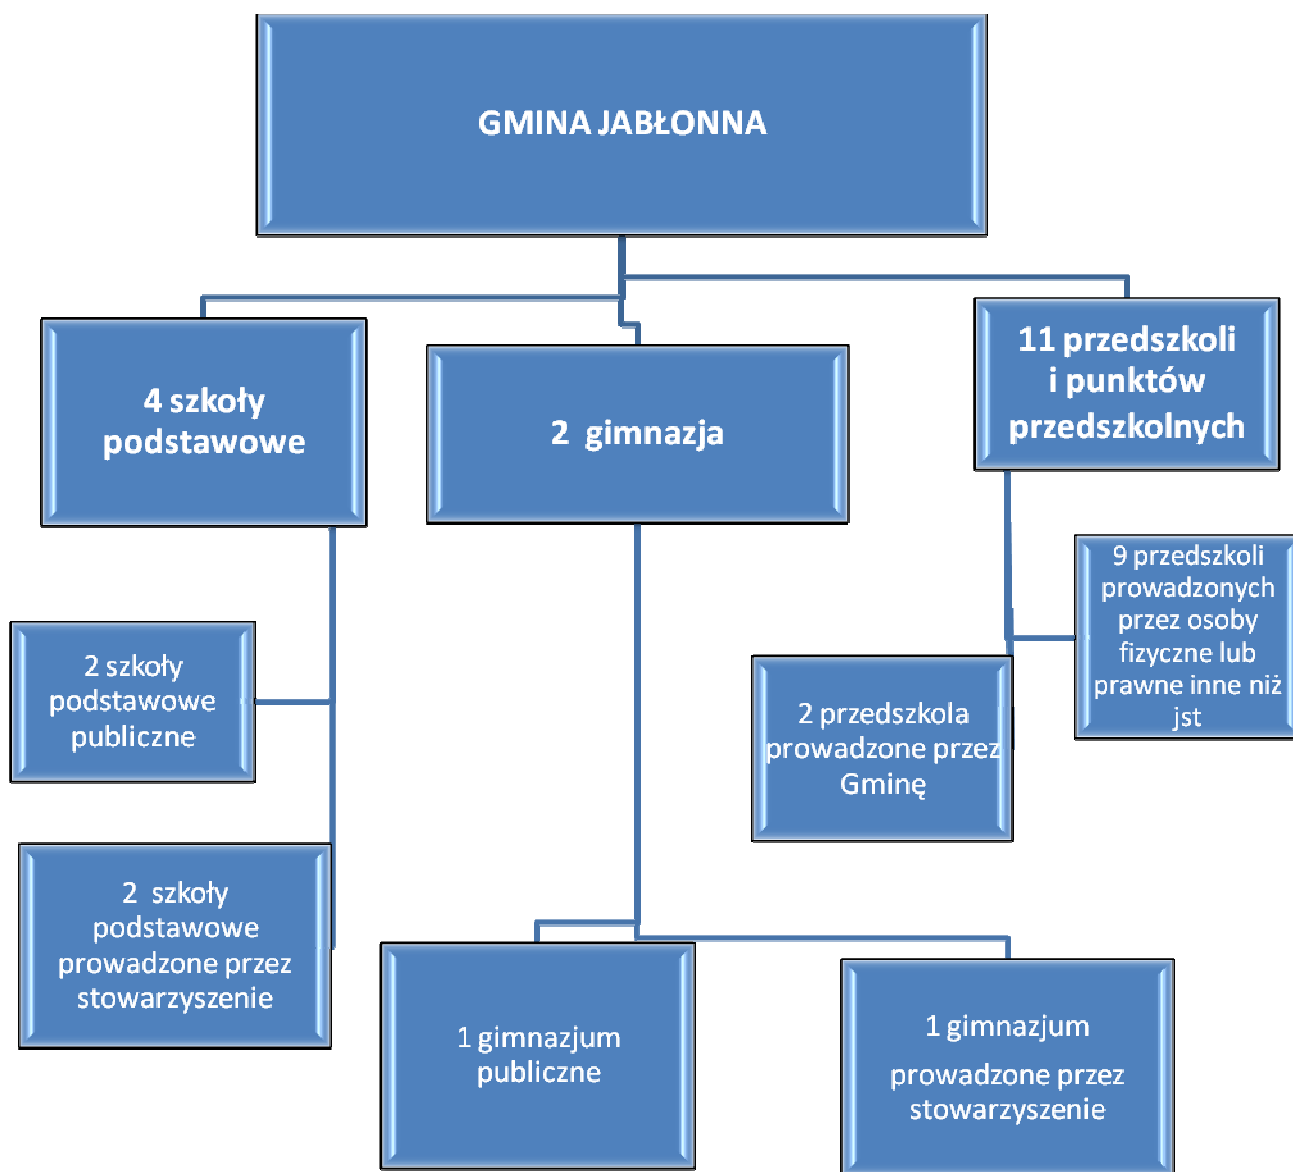 GMINA JABŁONNA
4 szkoły
podstawowe
2 gimnazja
11 przedszkoli
i punktów
przedszkolnych
2 szkoły
podstawowe
publiczne
2 szkoły
podstawowe
prowadzone przez
stowarzyszenie
1 gimnazjum
publiczne
1 gimnazjum
prowadzone przez
stowarzyszenie
2 przedszkola
prowadzone przez
Gminę
9 przedszkoli
prowadzonych
przez osoby
fizyczne lub
prawne inne niż
jst